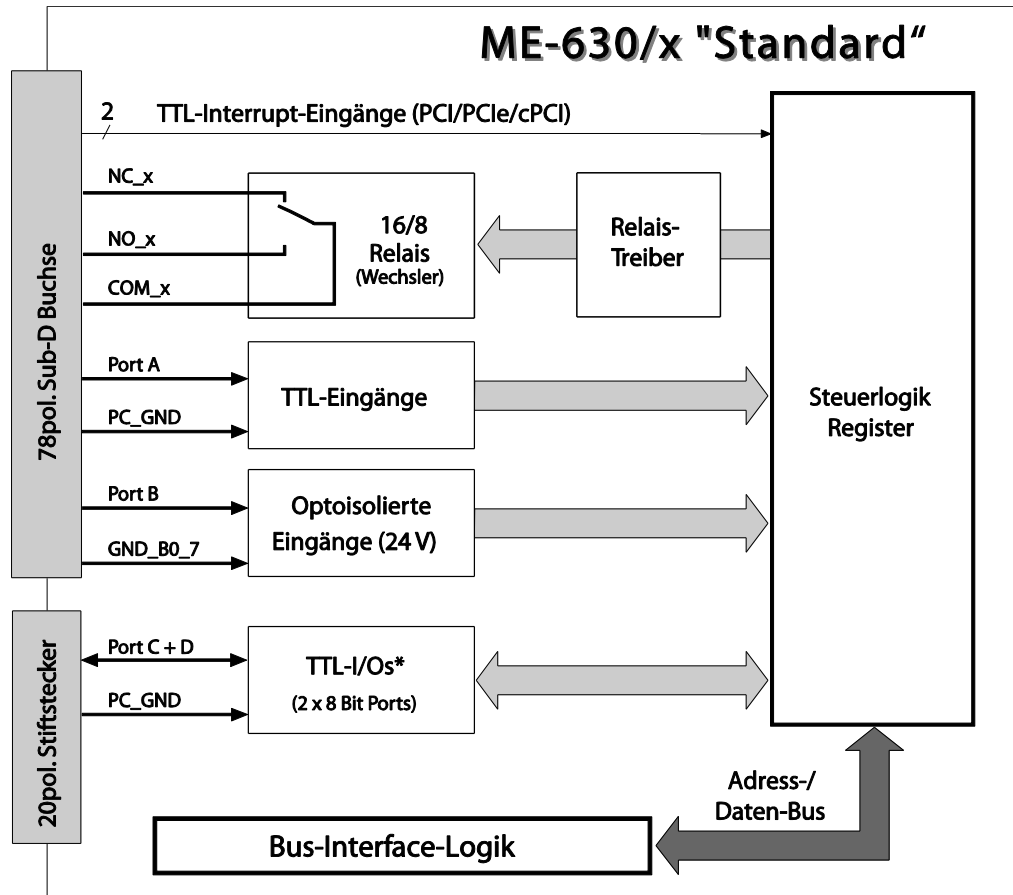 ME-630/x "Standard“
2
TTL-Interrupt-Eingänge (PCI/PCIe/cPCI)
78pol. Sub-D Buchse
NC_x
NO_x
COM_x
16/8
Relais
(Wechsler)
Relais-
Treiber
Port A
PC_GND
TTL-Eingänge
Steuerlogik
Register
Port B
GND_B0_7
Optoisolierte
Eingänge (24 V)
20pol. Stiftstecker
Port C + D
PC_GND
TTL-I/Os*
(2 x 8 Bit Ports)
Adress-/
Daten-Bus
Bus-Interface-Logik